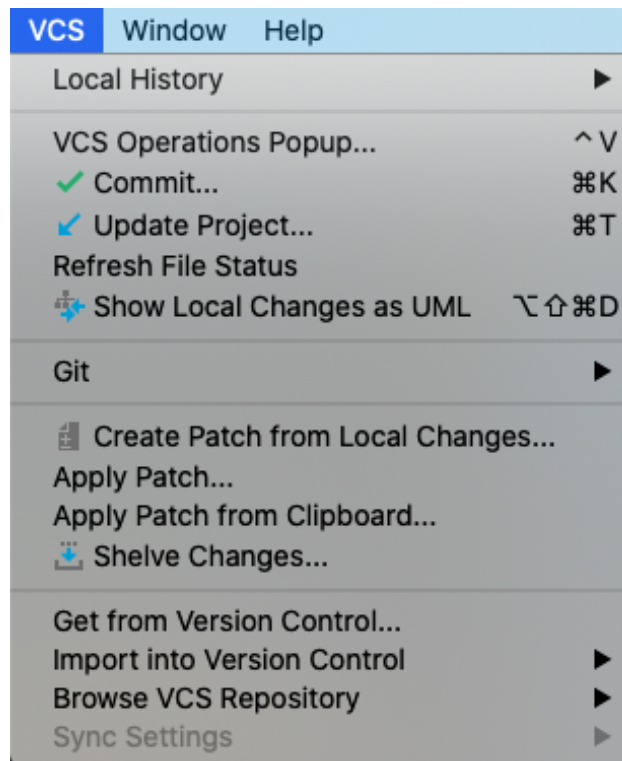 VCS Window Help
Local History ▶
VCS Operations Popup... ^V
Commit... ⌘K
Update Project... ⌘T
Refresh File Status
Show Local Changes as UML ⌥⇧⌘D
Git ▶
Create Patch from Local Changes...
Apply Patch...
Apply Patch from Clipboard...
Shelve Changes...
Get from Version Control...
Import into Version Control ▶
Browse VCS Repository ▶
Sync Settings ▶